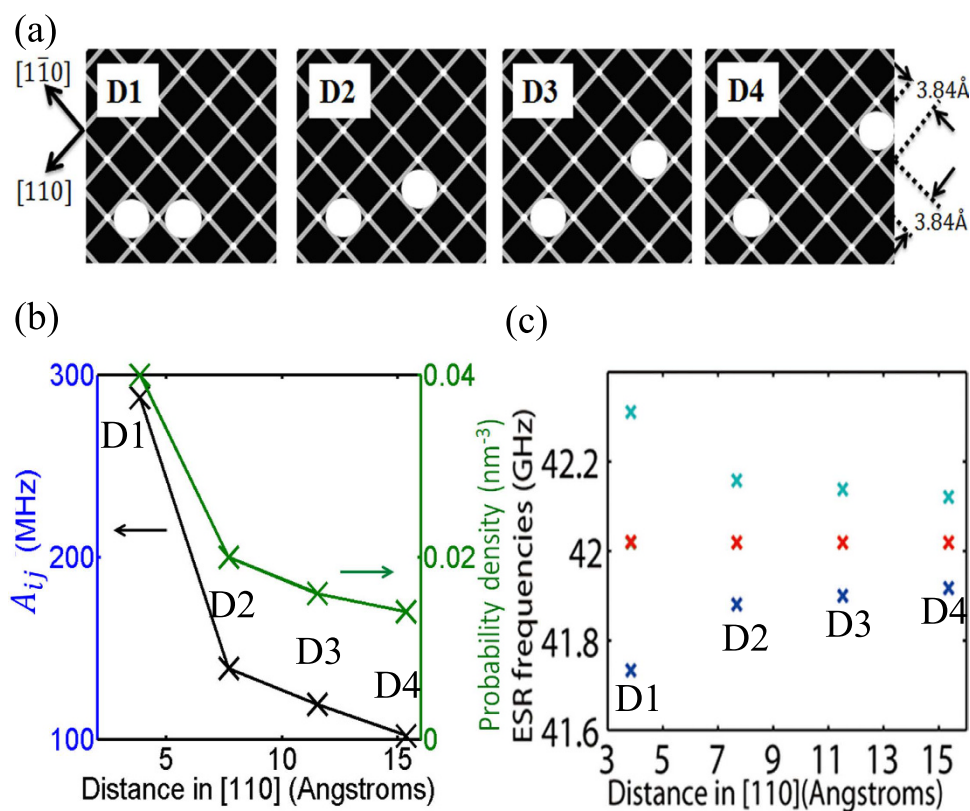 (a)
[11̄0]
[110]
D1
D2
D3
D4
3.84Å
3.84Å
(b)
300
200
100
A_ij (MHz)
D1
D2
D3
D4
0.04
0.02
0
Probability density (nm⁻³)
5
10
15
Distance in [110] (Angstroms)
(c)
ESR frequencies (GHz)
42.2
42
41.8
41.6
D1
D2
D3
D4
3
5
7
9
11
13
15
Distance in [110](Angstroms)